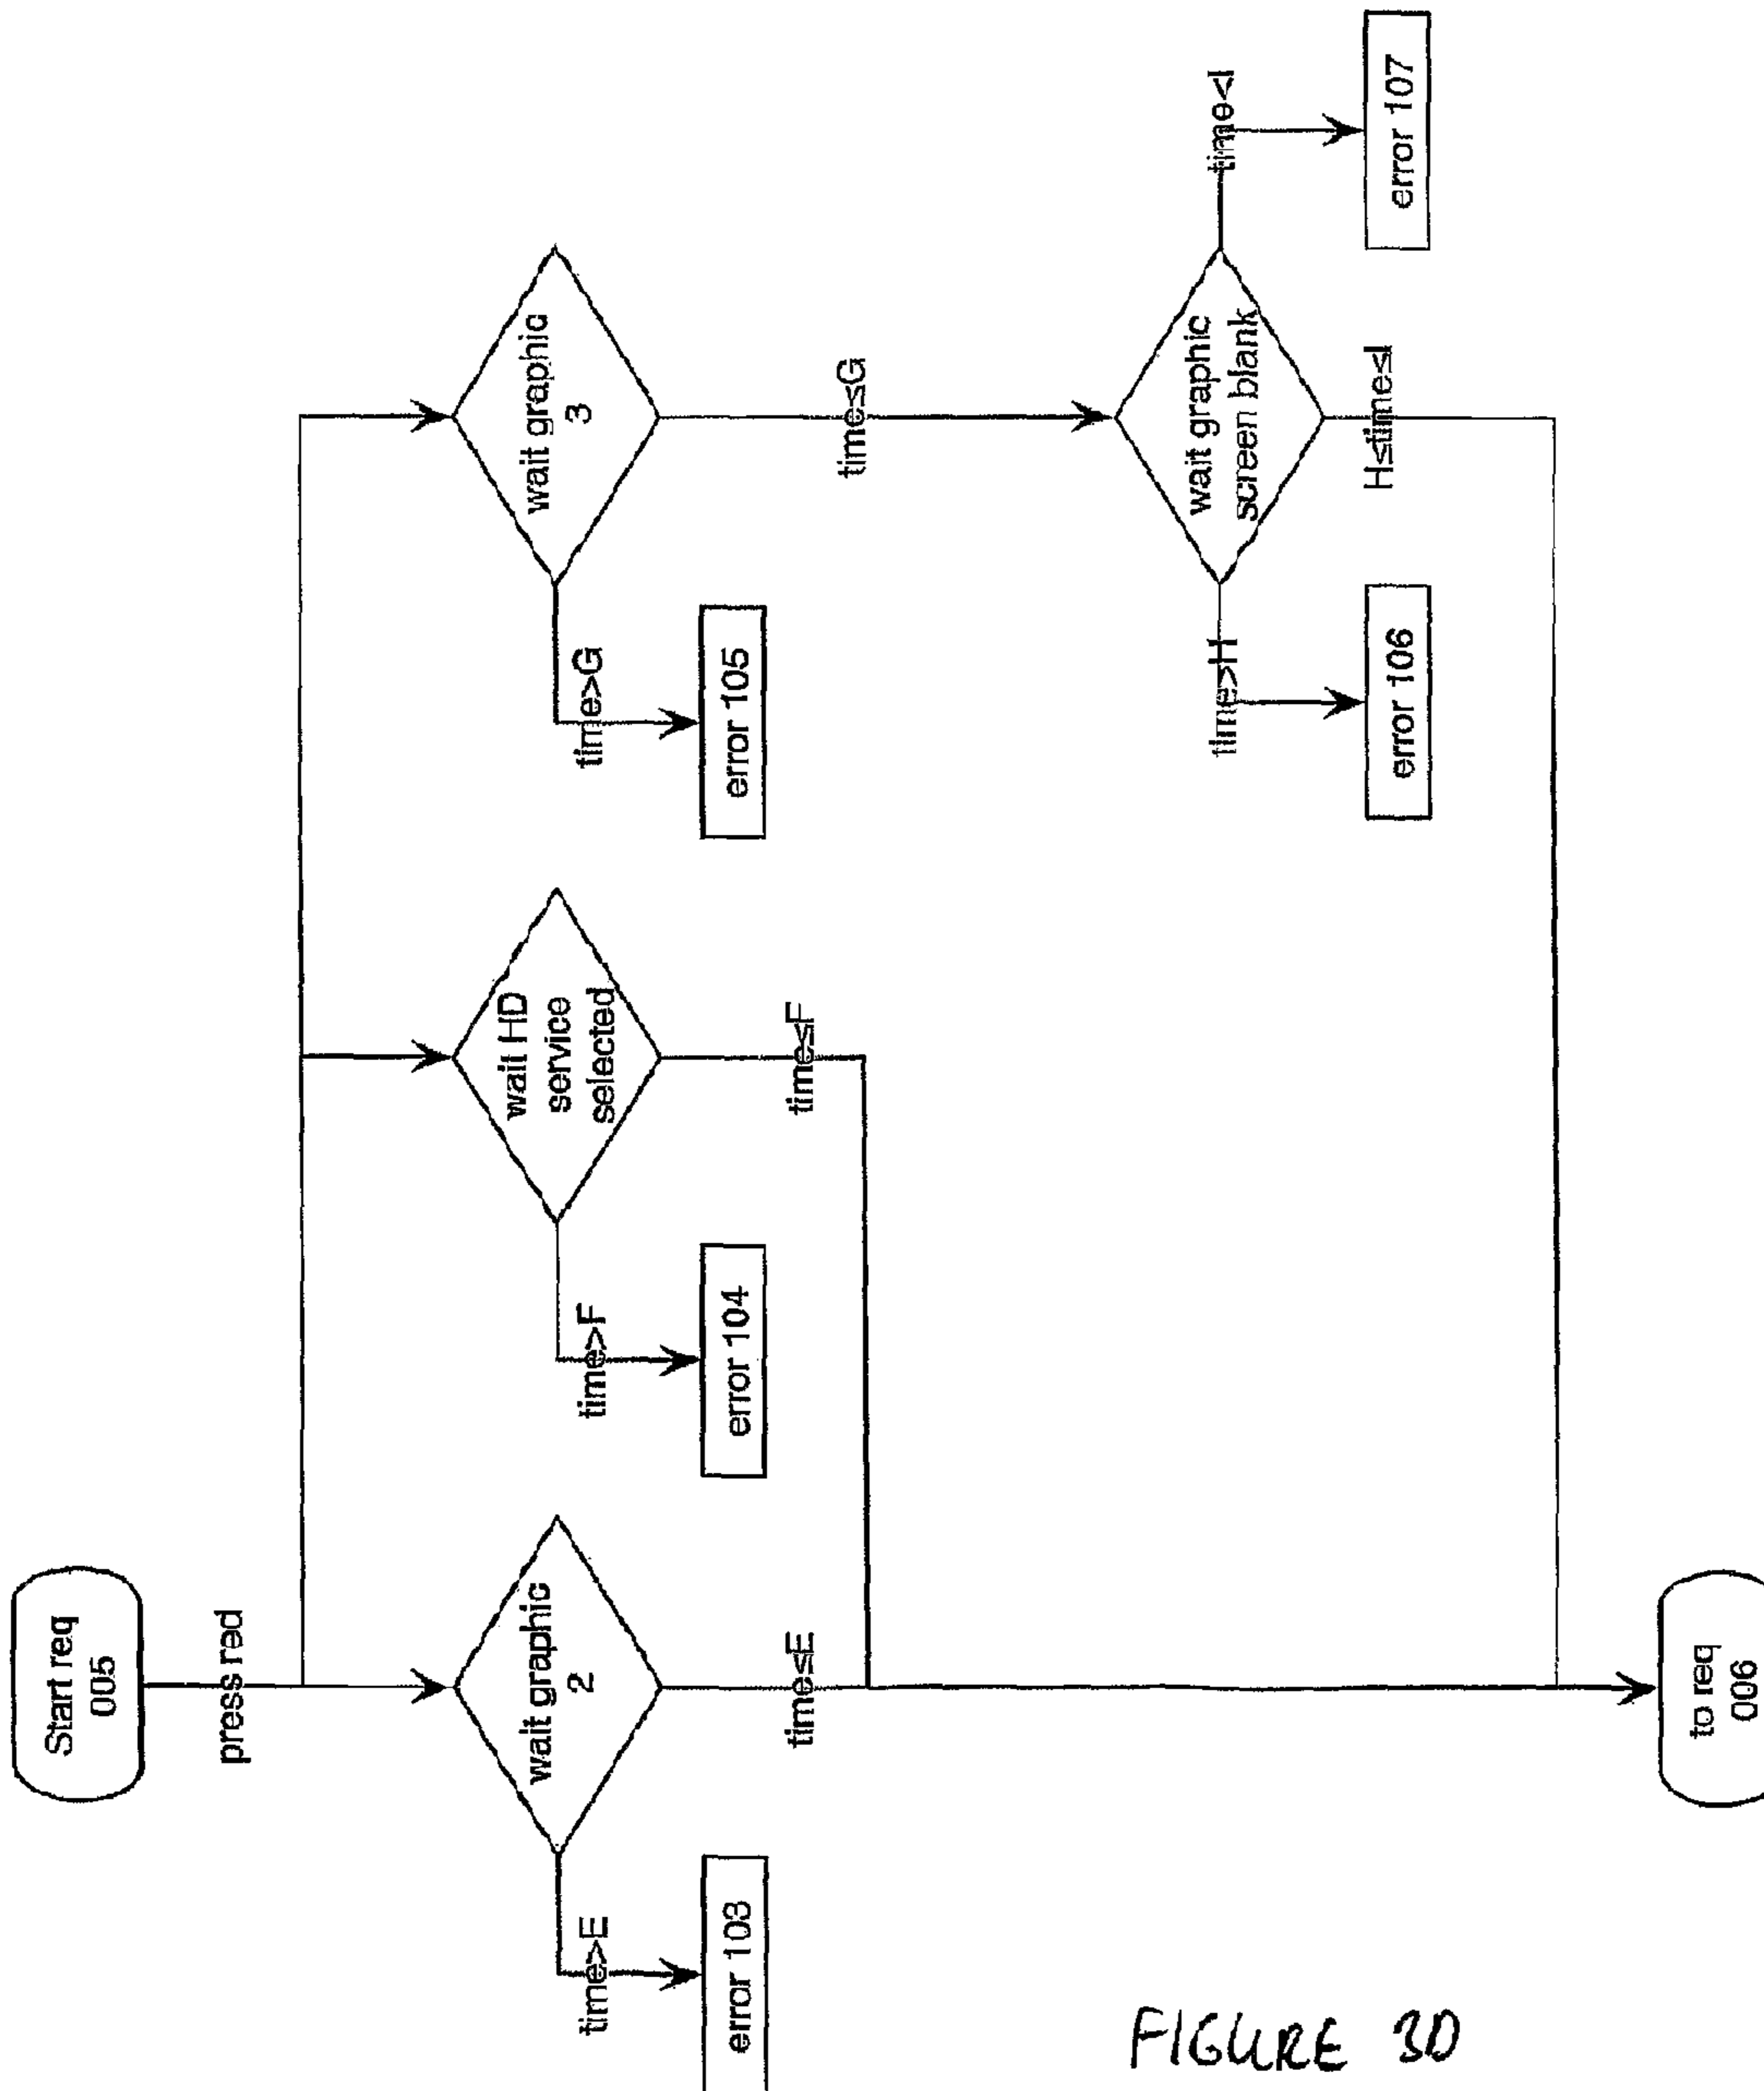 Start req
005
press red
wait graphic
2
time>E
error 103
time≤E
wait HD
service
selected
time>F
error 104
time≤F
wait graphic
3
time>G
error 105
time≤G
wait graphic
screen blank
time>H
error 106
time<I
error 107
H≤time≤I
to req
006
FIGURE 3D